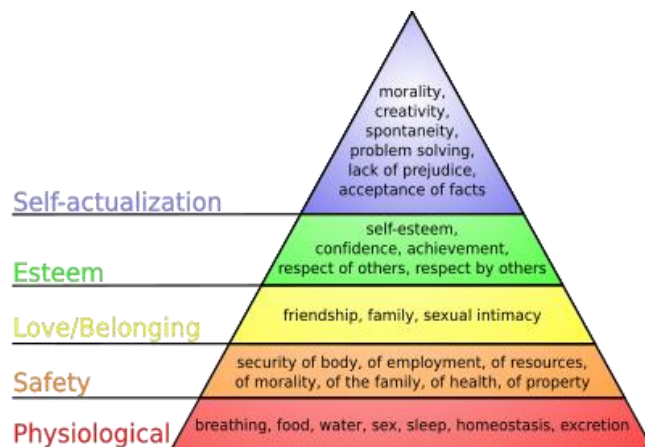 morality,
creativity,
spontaneity,
problem solving,
lack of prejudice,
acceptance of facts
Self-actualization
self-esteem,
confidence, achievement,
respect of others, respect by others
Esteem
friendship, family, sexual intimacy
Love/Belonging
security of body, of employment, of resources,
of morality, of the family, of health, of property
Safety
breathing, food, water, sex, sleep, homeostasis, excretion
Physiological